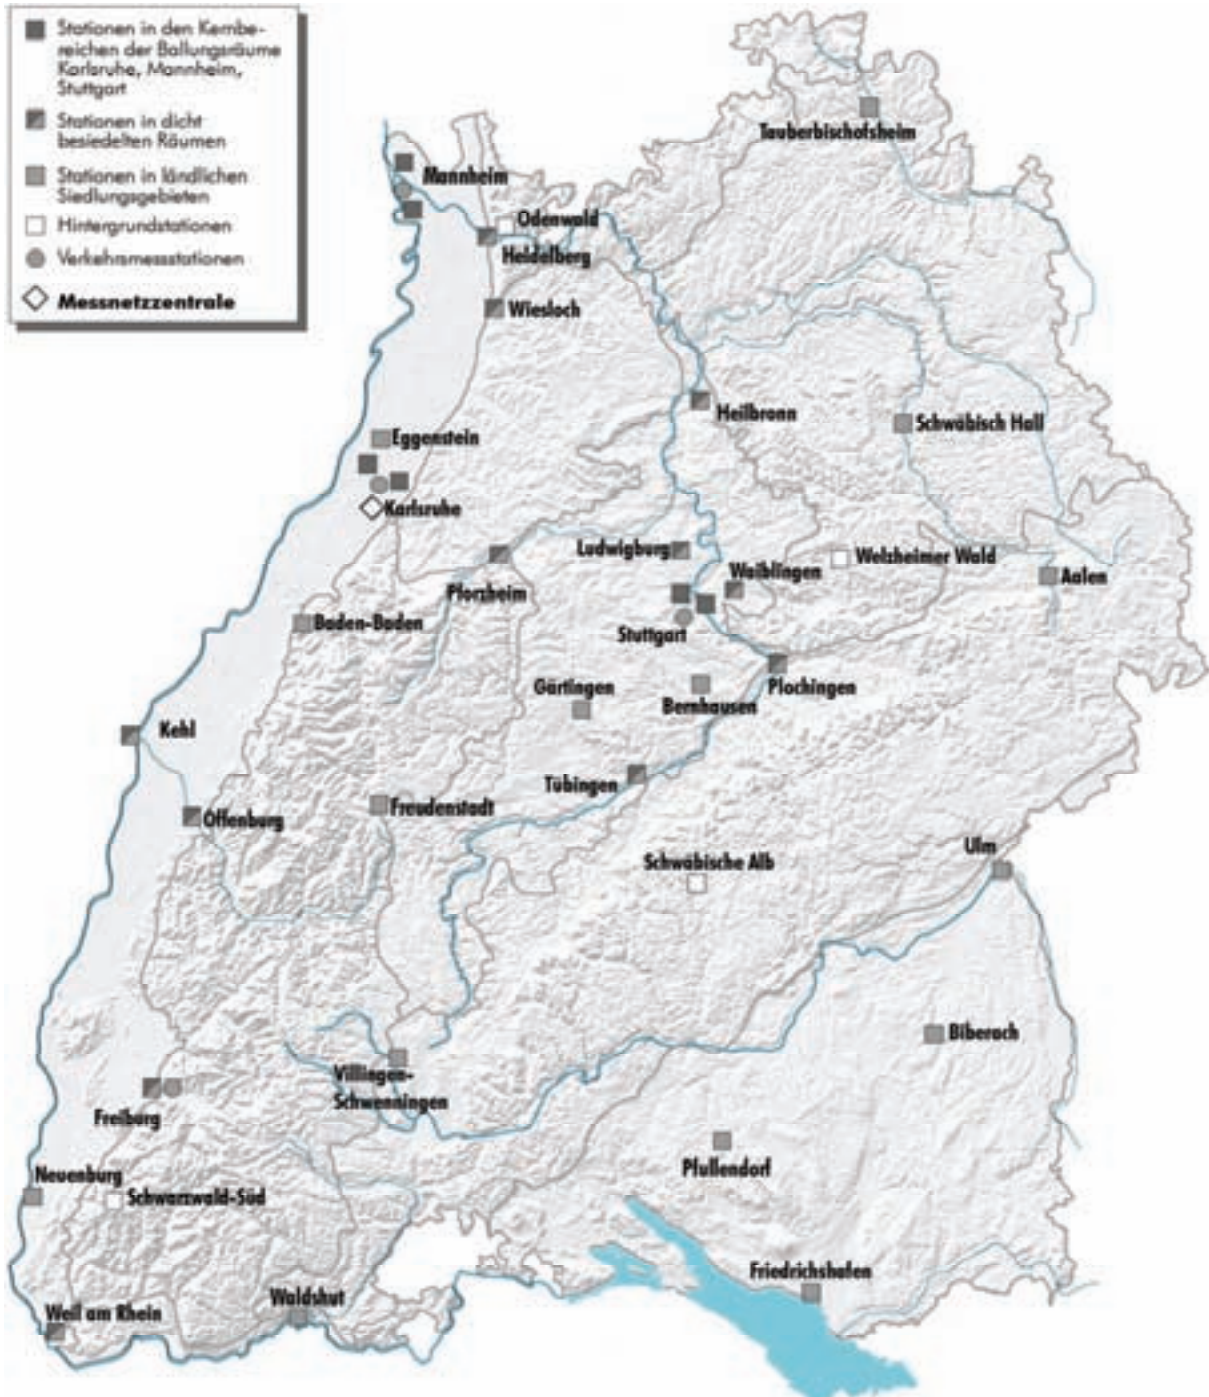 Stationen in den Kernbe-
reichen der Ballungsräume
Karlsruhe, Mannheim,
Stuttgart
Stationen in dicht
besiedelten Räumen
Stationen in ländlichen
Siedlungsgebieten
Hintergrundstationen
Verkehrsmessstationen
Messnetzzentrale
Tauberbischofsheim
Mannheim
Odenwald
Heidelberg
Wiesloch
Heilbronn
Schwäbisch Hall
Eggenstein
Karlsruhe
Ludwigburg
Welzheimer Wald
Waiblingen
Aalen
Pforzheim
Baden-Baden
Stuttgart
Gärtingen
Plochingen
Bernhausen
Kehl
Tübingen
Freudenstadt
Offenburg
Ulm
Schwäbische Alb
Biberach
Villingen-
Schwenningen
Freiburg
Pfullendorf
Neuenburg
Schwarzwald-Süd
Friedrichshafen
Waldshut
Weil am Rhein